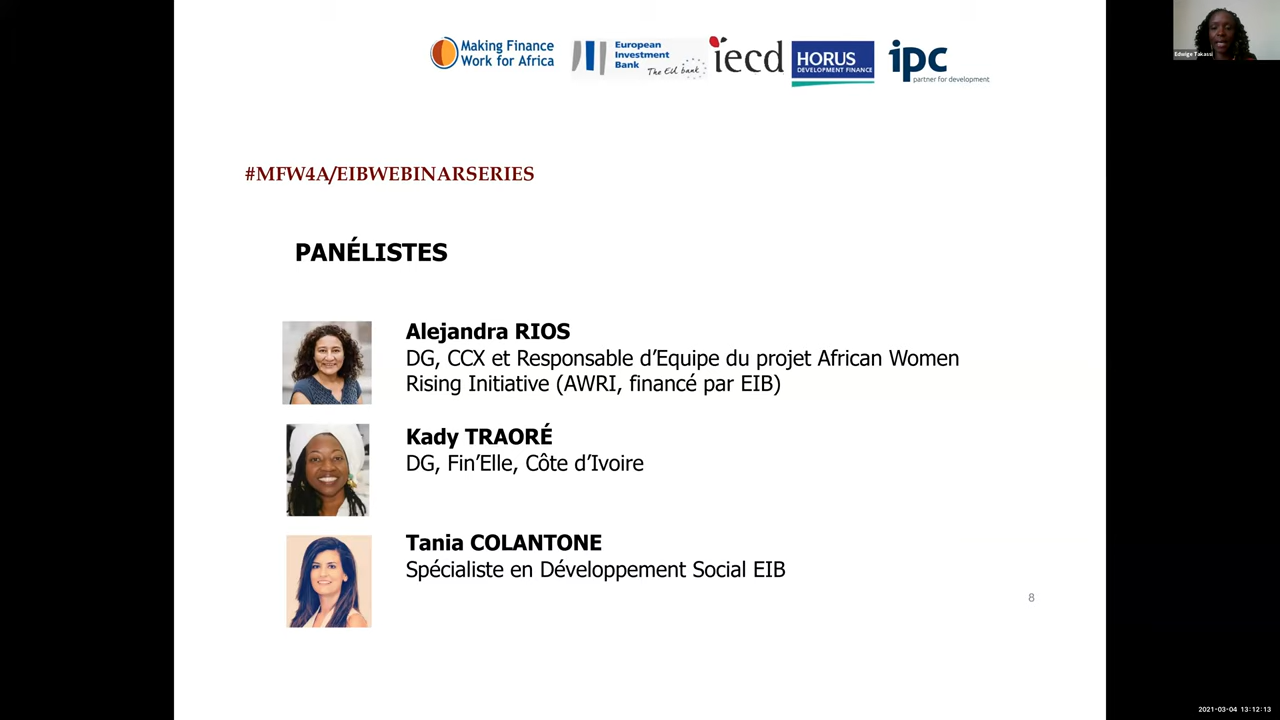 Making Finance
Work for Africa
European
Investment
Bank
The EU bank
iecd
HORUS
DEVELOPMENT FINANCE
ipc
partner for development
Edwige Takassi
#MFW4A/EIBWEBINARSERIES
PANÉLISTES
Alejandra RIOS
DG, CCX et Responsable d’Equipe du projet African Women
Rising Initiative (AWRI, financé par EIB)
Kady TRAORÉ
DG, Fin’Elle, Côte d’Ivoire
Tania COLANTONE
Spécialiste en Développement Social EIB
8
2021-03-04 13:12:13